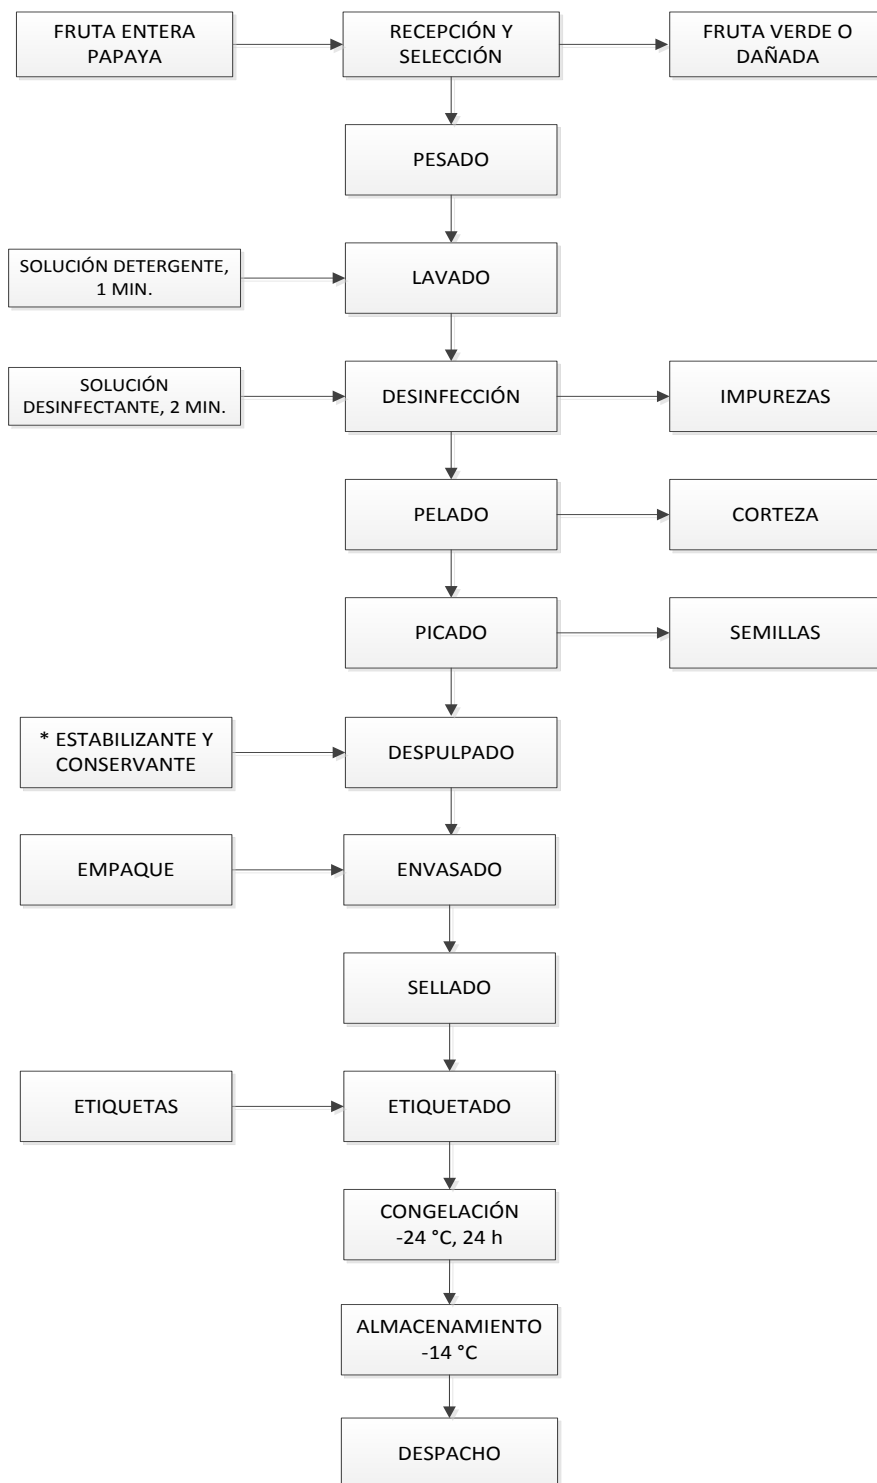 FRUTA ENTERA
PAPAYA
RECEPCIÓN Y
SELECCIÓN
FRUTA VERDE O
DAÑADA
PESADO
SOLUCIÓN DETERGENTE,
1 MIN.
LAVADO
SOLUCIÓN
DESINFECTANTE, 2 MIN.
DESINFECCIÓN
IMPUREZAS
PELADO
CORTEZA
PICADO
SEMILLAS
* ESTABILIZANTE Y
CONSERVANTE
DESPULPADO
EMPAQUE
ENVASADO
SELLADO
ETIQUETAS
ETIQUETADO
CONGELACIÓN
-24 °C, 24 h
ALMACENAMIENTO
-14 °C
DESPACHO